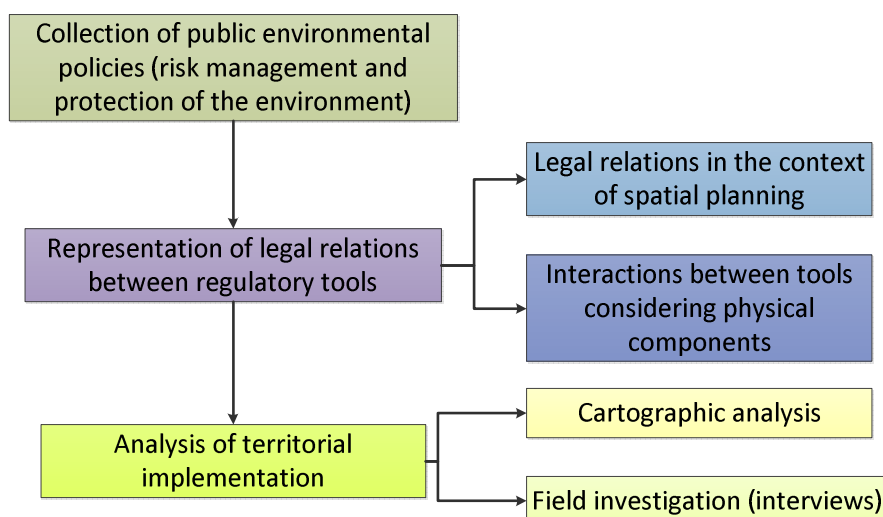 Collection of public environmental
policies (risk management and
protection of the environment)
Legal relations in the context
of spatial planning
Representation of legal relations
between regulatory tools
Interactions between tools
considering physical
components
Cartographic analysis
Analysis of territorial
implementation
Field investigation (interviews)